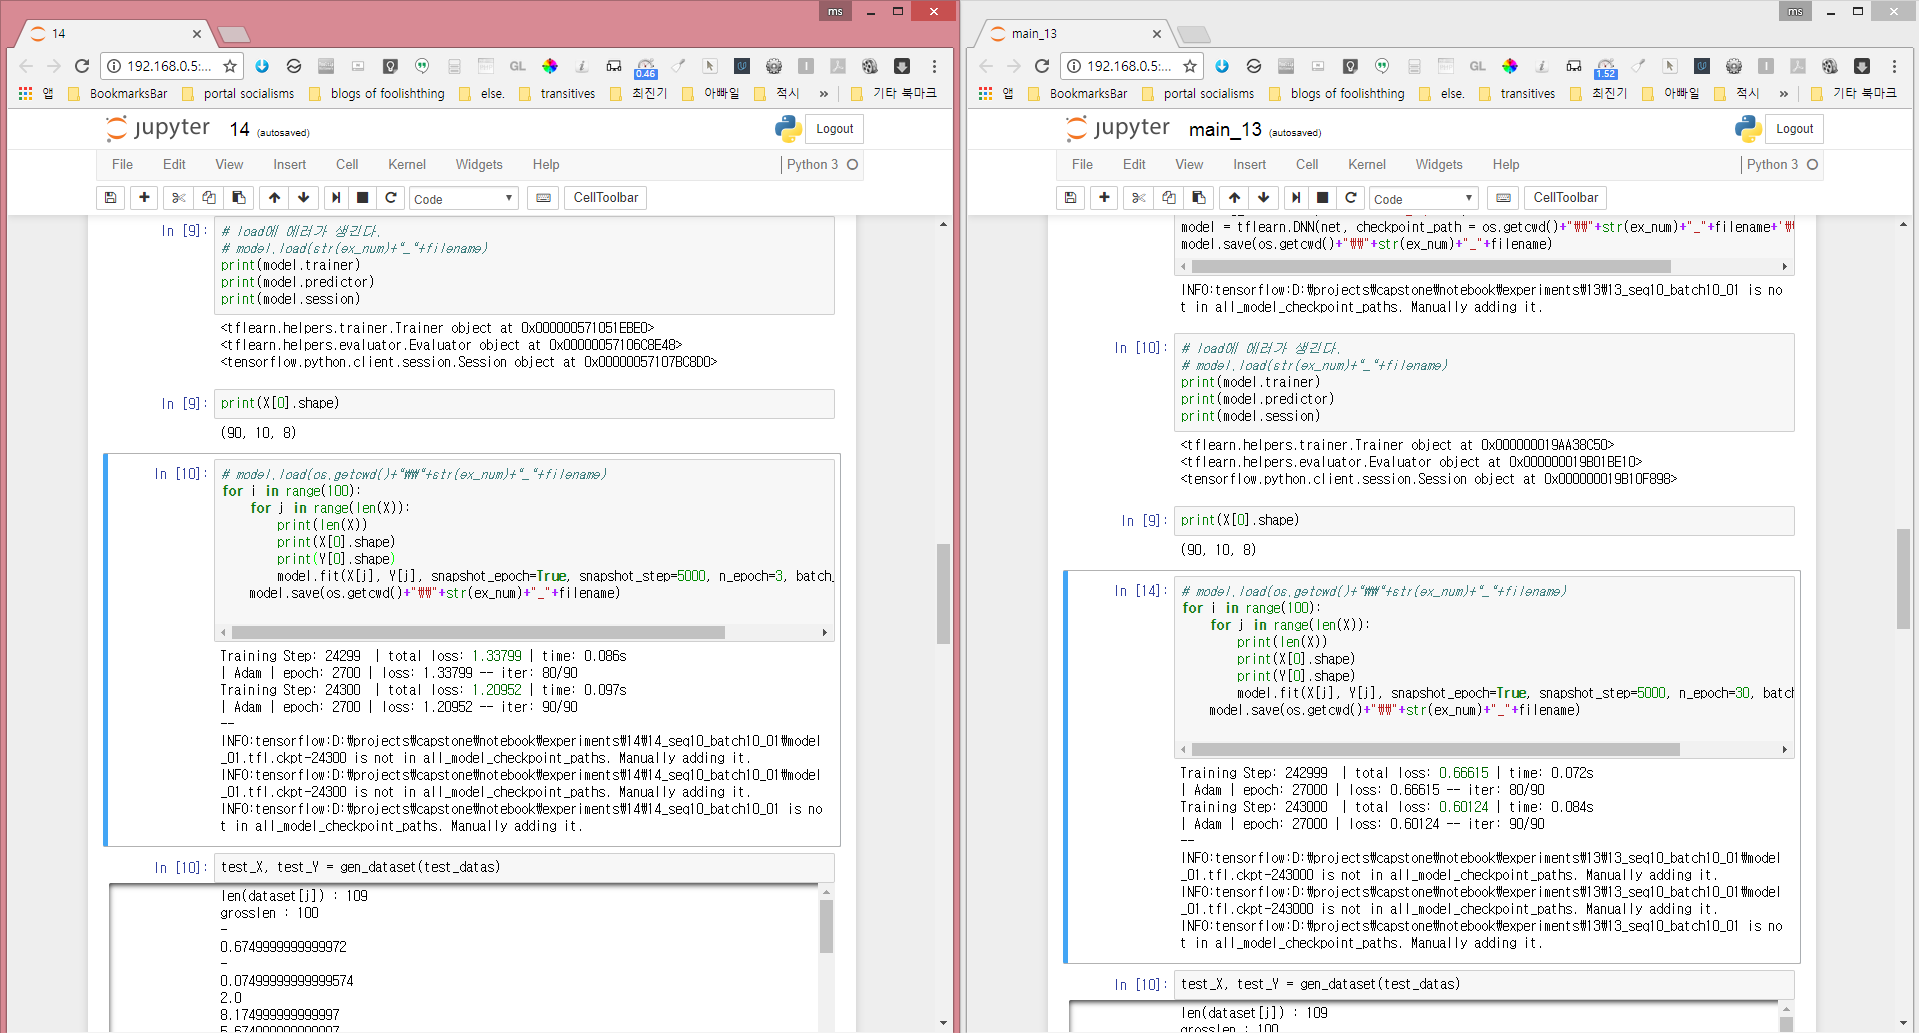 ms
14
192.168.0.5:...
GL
0.46
앱
BookmarksBar
portal socialisms
blogs of foolishthing
else.
transitives
최진기
아빠일
적시
»
기타 북마크
jupyter 14 (autosaved)
Logout
File Edit View Insert Cell Kernel Widgets Help
Python 3
Code
CellToolbar
In [9]:
# load에 에러가 생긴다.
# model.load(str(ex_num)+"_"+filename)
print(model.trainer)
print(model.predictor)
print(model.session)
<tflearn.helpers.trainer.Trainer object at 0x000000571051EBE0>
<tflearn.helpers.evaluator.Evaluator object at 0x00000057106C8E48>
<tensorflow.python.client.session.Session object at 0x00000057107BC8D0>
In [9]:
print(X[0].shape)
(90, 10, 8)
In [10]:
# model.load(os.getcwd()+"₩₩"+str(ex_num)+"_"+filename)
for i in range(100):
    for j in range(len(X)):
        print(len(X))
        print(X[0].shape)
        print(Y[0].shape)
        model.fit(X[j], Y[j], snapshot_epoch=True, snapshot_step=5000, n_epoch=3, batch_
    model.save(os.getcwd()+"₩₩"+str(ex_num)+"_"+filename)
Training Step: 24299  | total loss: 1.33799 | time: 0.086s
| Adam | epoch: 2700 | loss: 1.33799 -- iter: 80/90
Training Step: 24300  | total loss: 1.20952 | time: 0.097s
| Adam | epoch: 2700 | loss: 1.20952 -- iter: 90/90
--
INFO:tensorflow:D:₩projects₩capstone₩notebook₩experiments₩14₩14_seq10_batch10_01₩model
_01.tfl.ckpt-24300 is not in all_model_checkpoint_paths. Manually adding it.
INFO:tensorflow:D:₩projects₩capstone₩notebook₩experiments₩14₩14_seq10_batch10_01₩model
_01.tfl.ckpt-24300 is not in all_model_checkpoint_paths. Manually adding it.
INFO:tensorflow:D:₩projects₩capstone₩notebook₩experiments₩14₩14_seq10_batch10_01 is no
t in all_model_checkpoint_paths. Manually adding it.
In [10]:
test_X, test_Y = gen_dataset(test_datas)
len(dataset[j]) : 109
grosslen : 100
-
0.6749999999999972
-
0.07499999999999574
2.0
8.174999999999997
ms
main_13
192.168.0.5:...
GL
1.52
앱
BookmarksBar
portal socialisms
blogs of foolishthing
else.
transitives
최진기
아빠일
적시
»
기타 북마크
jupyter main_13 (autosaved)
Logout
File Edit View Insert Cell Kernel Widgets Help
Python 3
Code
CellToolbar
model = tflearn.DNN(net, checkpoint_path = os.getcwd()+"₩₩"+str(ex_num)+"_"+filename+'₩₩
model.save(os.getcwd()+"₩₩"+str(ex_num)+"_"+filename)
INFO:tensorflow:D:₩projects₩capstone₩notebook₩experiments₩13₩13_seq10_batch10_01 is no
t in all_model_checkpoint_paths. Manually adding it.
In [10]:
# load에 에러가 생긴다.
# model.load(str(ex_num)+"_"+filename)
print(model.trainer)
print(model.predictor)
print(model.session)
<tflearn.helpers.trainer.Trainer object at 0x000000019AA38C50>
<tflearn.helpers.evaluator.Evaluator object at 0x000000019B01BE10>
<tensorflow.python.client.session.Session object at 0x000000019B10F898>
In [9]:
print(X[0].shape)
(90, 10, 8)
In [14]:
# model.load(os.getcwd()+"₩₩"+str(ex_num)+"_"+filename)
for i in range(100):
    for j in range(len(X)):
        print(len(X))
        print(X[0].shape)
        print(Y[0].shape)
        model.fit(X[j], Y[j], snapshot_epoch=True, snapshot_step=5000, n_epoch=30, batch
    model.save(os.getcwd()+"₩₩"+str(ex_num)+"_"+filename)
Training Step: 242999  | total loss: 0.66615 | time: 0.072s
| Adam | epoch: 27000 | loss: 0.66615 -- iter: 80/90
Training Step: 243000  | total loss: 0.60124 | time: 0.084s
| Adam | epoch: 27000 | loss: 0.60124 -- iter: 90/90
--
INFO:tensorflow:D:₩projects₩capstone₩notebook₩experiments₩13₩13_seq10_batch10_01₩model
_01.tfl.ckpt-243000 is not in all_model_checkpoint_paths. Manually adding it.
INFO:tensorflow:D:₩projects₩capstone₩notebook₩experiments₩13₩13_seq10_batch10_01₩model
_01.tfl.ckpt-243000 is not in all_model_checkpoint_paths. Manually adding it.
INFO:tensorflow:D:₩projects₩capstone₩notebook₩experiments₩13₩13_seq10_batch10_01 is no
t in all_model_checkpoint_paths. Manually adding it.
In [10]:
test_X, test_Y = gen_dataset(test_datas)
len(dataset[j]) : 109
grosslen : 100